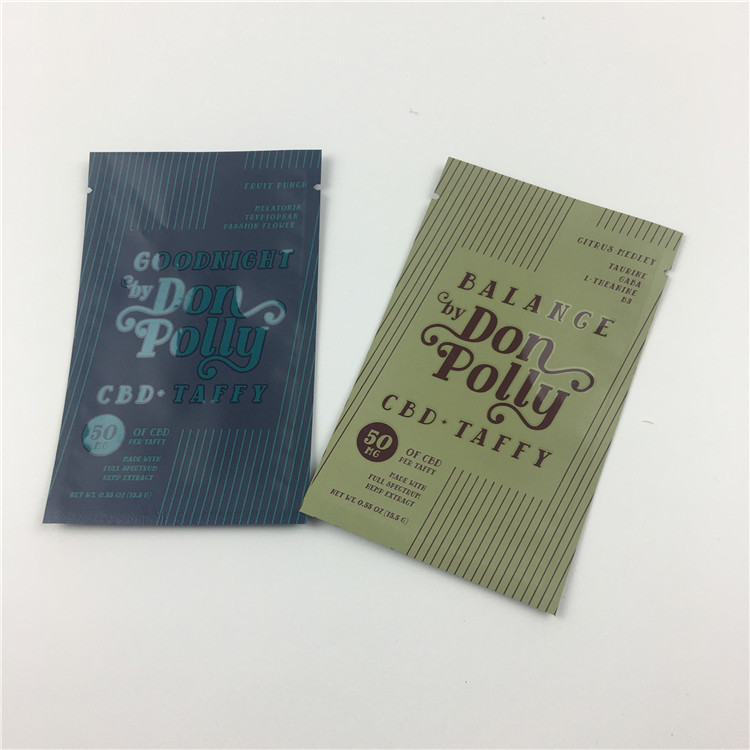 FRUIT PUNCH
MELATONIN
TRYPTOPHAN
PASSION FLOWER
GOODNIGHT
by Don
Polly
CBD • TAFFY
50
MG
OF CBD
PER TAFFY
MADE WITH
FULL SPECTRUM
HEMP EXTRACT
NET WT. 0.55 OZ (15.5 G)
CITRUS MEDLEY
TAURINE
GABA
L-THEANINE
B3
BALANCE
by Don
Polly
CBD • TAFFY
50
MG
OF CBD
PER TAFFY
MADE WITH
FULL SPECTRUM
HEMP EXTRACT
NET WT. 0.55 OZ (15.5 G)